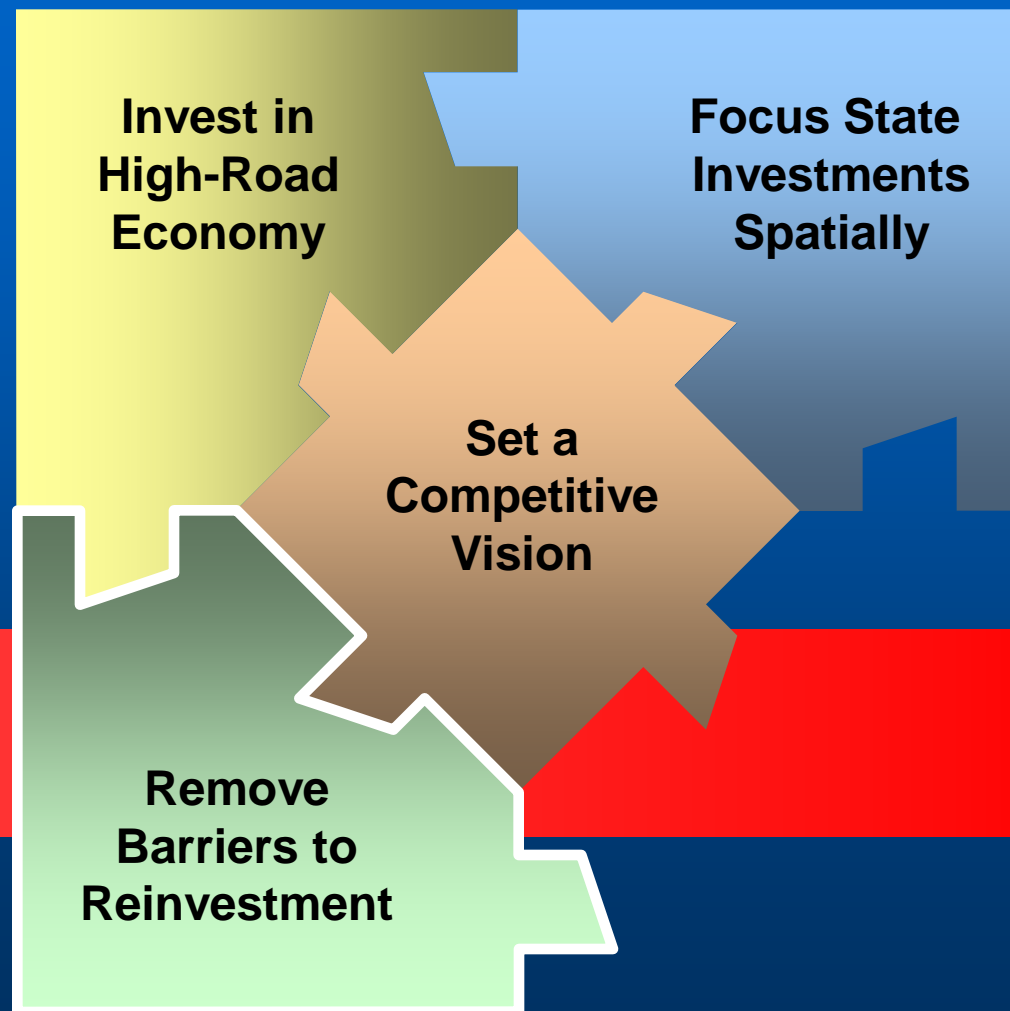 Invest in
High-Road
Economy
Focus State
Investments
Spatially
Set a
Competitive
Vision
Remove
Barriers to
Reinvestment